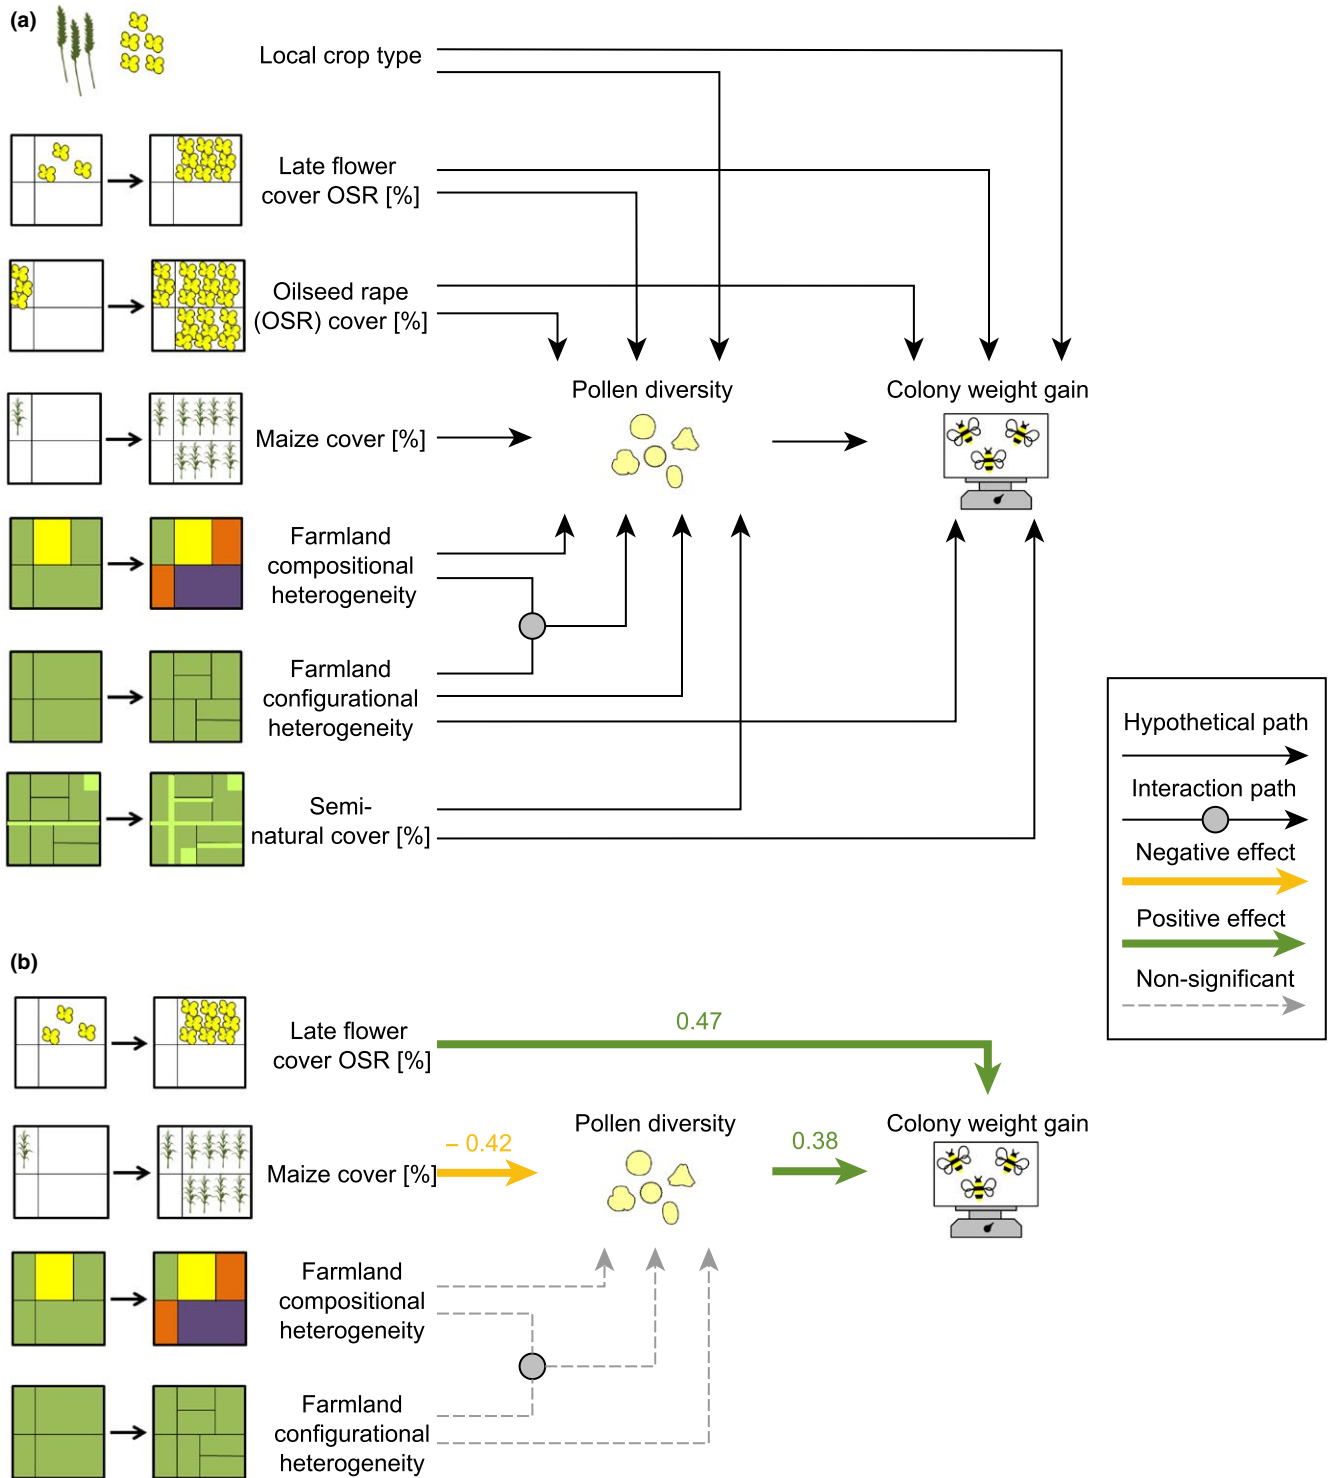 (a)
Local crop type
Late flower
cover OSR [%]
Oilseed rape
(OSR) cover [%]
Pollen diversity
Colony weight gain
Maize cover [%]
Farmland
compositional
heterogeneity
Farmland
configurational
heterogeneity
Semi-
natural cover [%]
Hypothetical path
Interaction path
Negative effect
Positive effect
Non-significant
(b)
Late flower
cover OSR [%]
0.47
Pollen diversity
Colony weight gain
Maize cover [%]
– 0.42
0.38
Farmland
compositional
heterogeneity
Farmland
configurational
heterogeneity